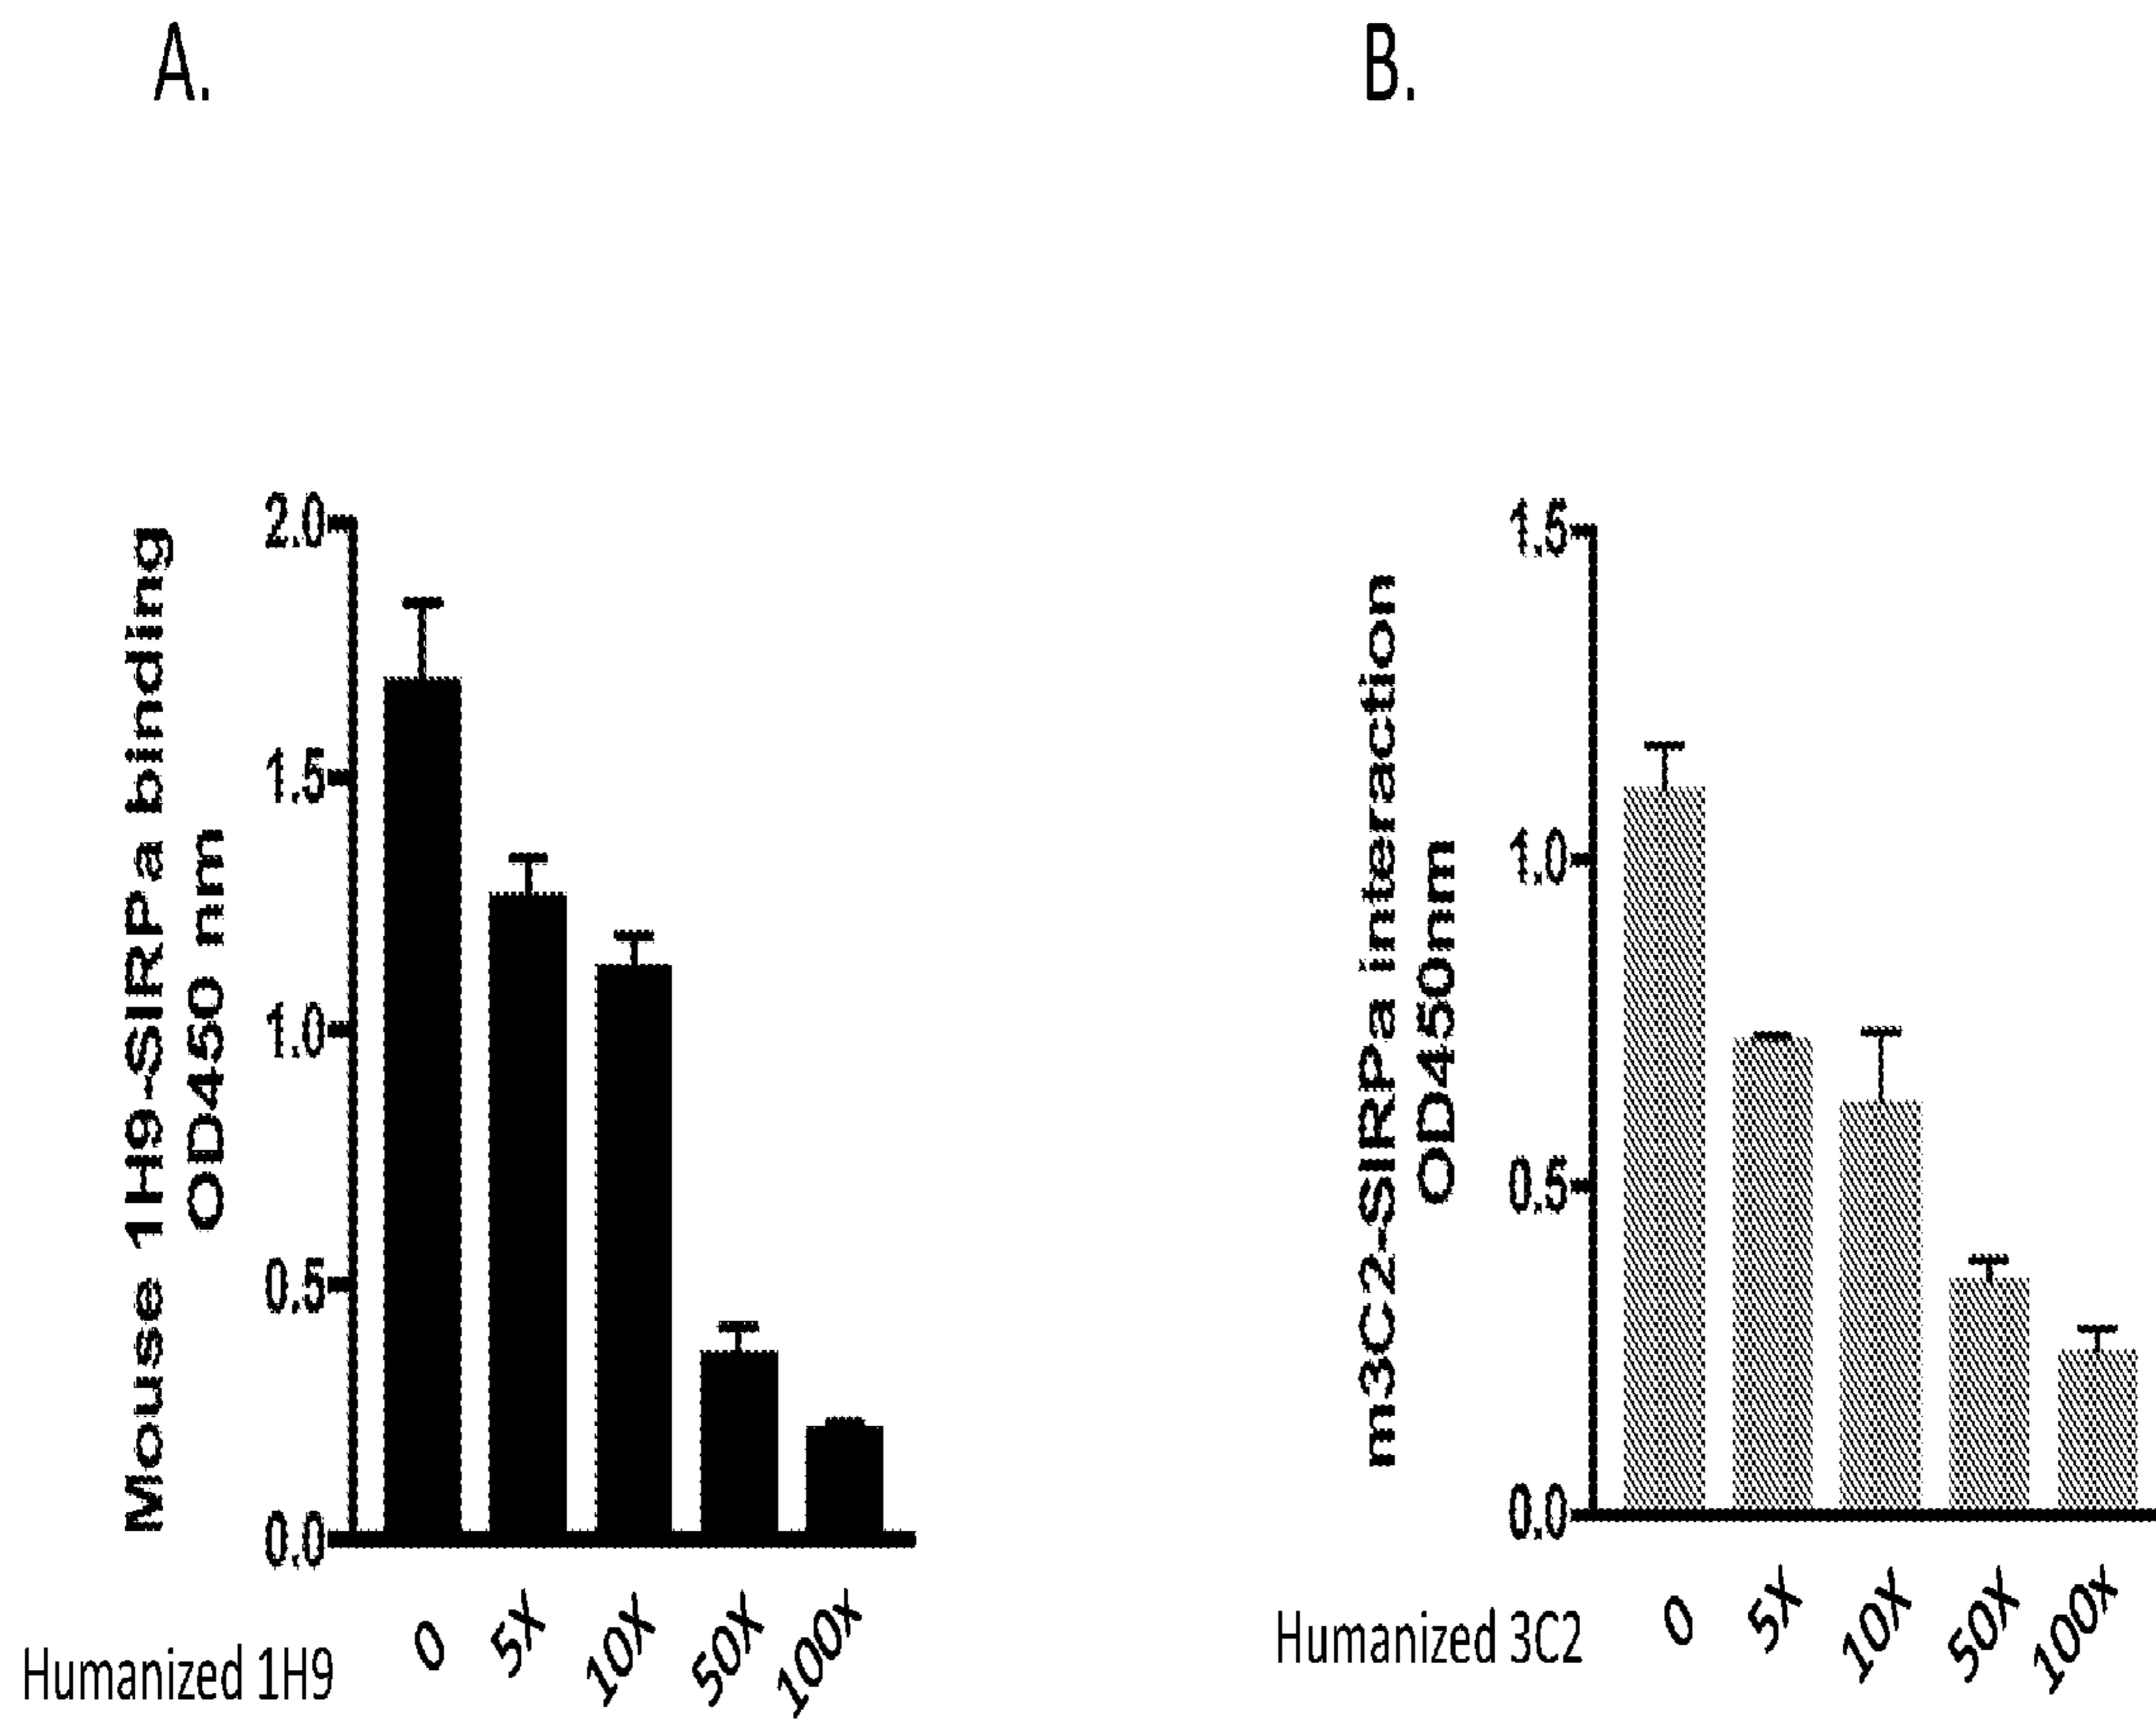 A.
Mouse 1H9-SIRPa binding
OD450 nm
2.0
1.5
1.0
0.5
0.0
Humanized 1H9
0
5X
10X
50X
100x
B.
m3C2-SIRPa interaction
OD450nm
1.5
1.0
0.5
0.0
Humanized 3C2
0
5X
10X
50X
100x